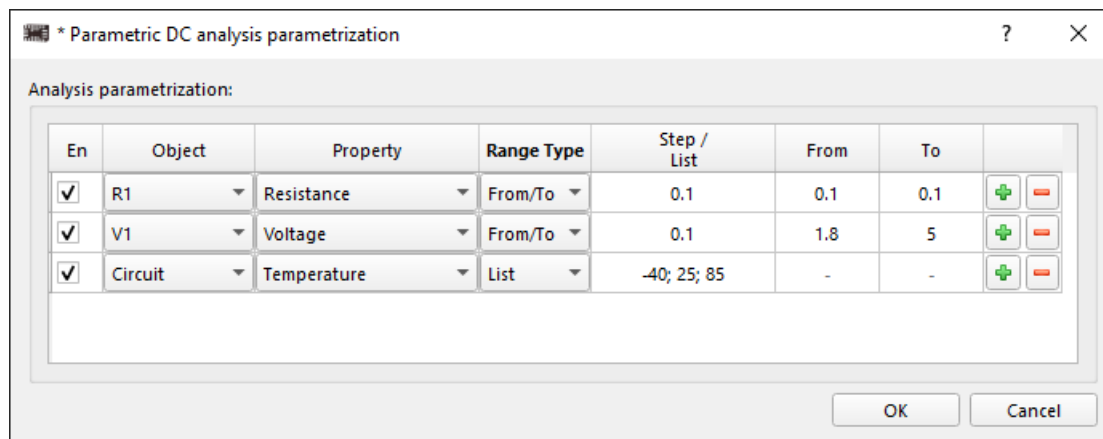 * Parametric DC analysis parametrization ?
Analysis parametrization:
En Object Property Range Type Step / List From To
R1 Resistance From/To 0.1 0.1 0.1
V1 Voltage From/To 0.1 1.8 5
Circuit Temperature List -40; 25; 85 - -
OK Cancel